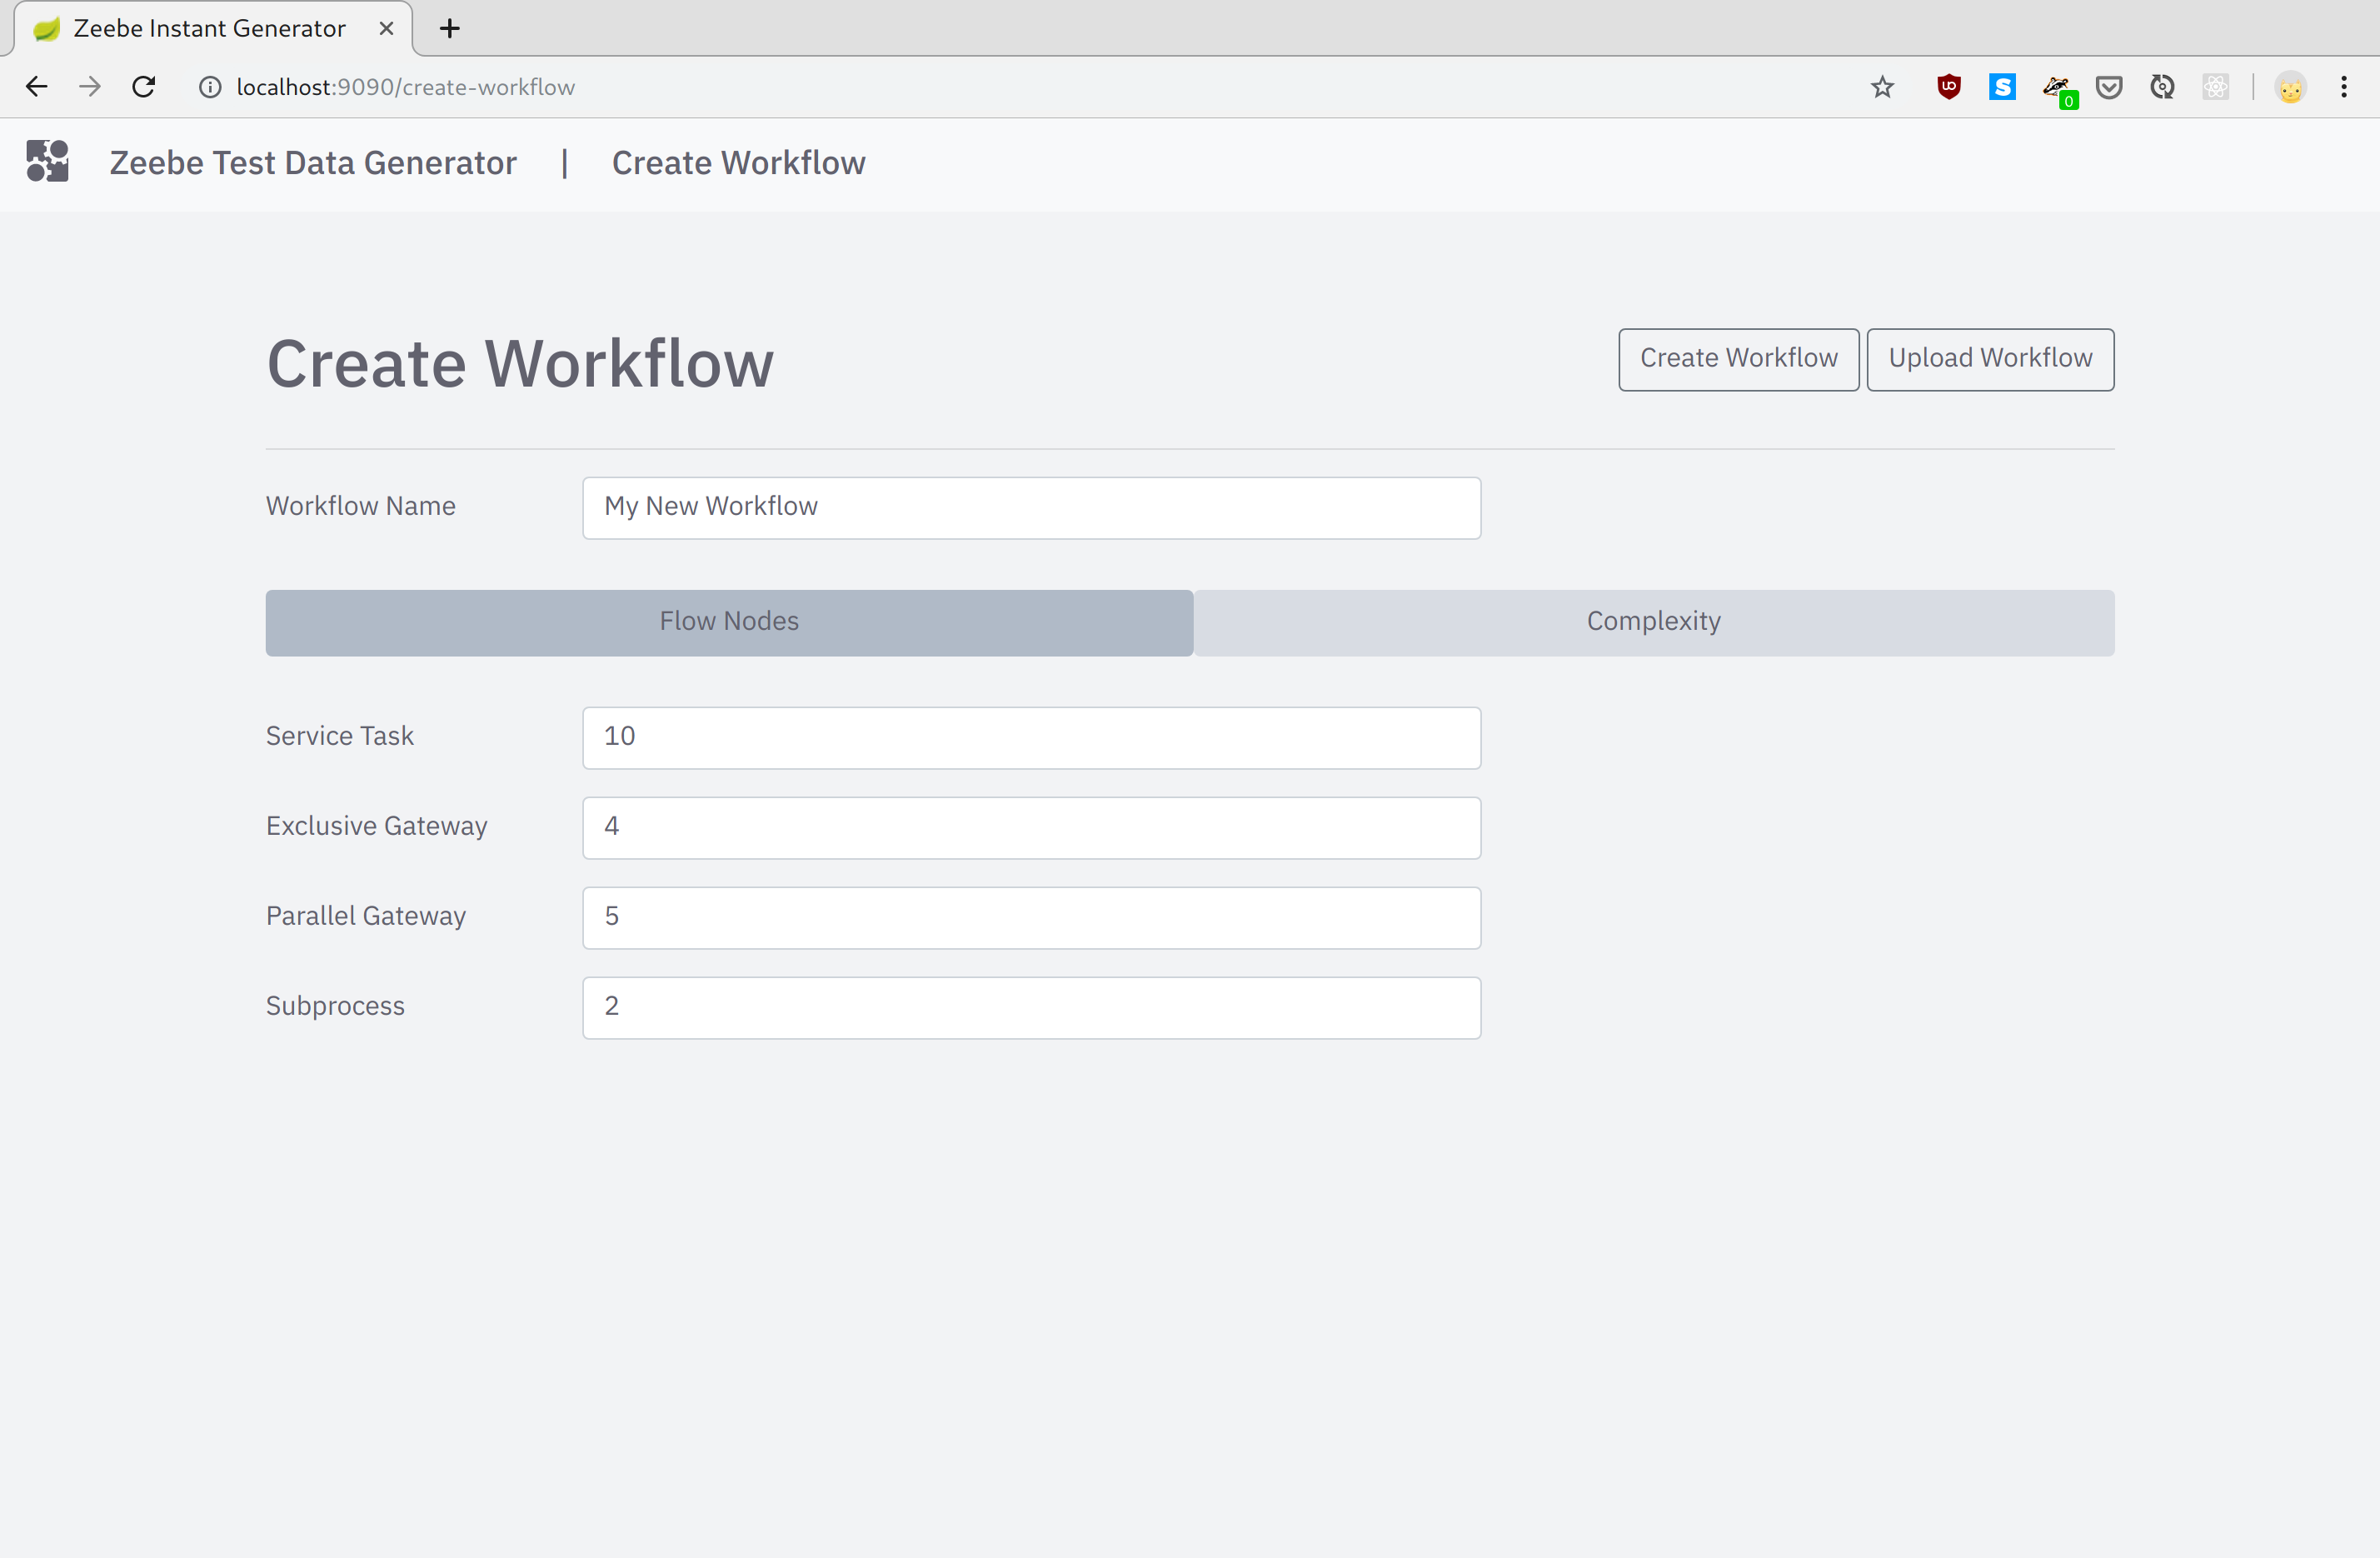 Zeebe Instant Generator
localhost:9090/create-workflow
0
Zeebe Test Data Generator | Create Workflow
Create Workflow
Create Workflow
Upload Workflow
Workflow Name
My New Workflow
Flow Nodes
Complexity
Service Task
10
Exclusive Gateway
4
Parallel Gateway
5
Subprocess
2